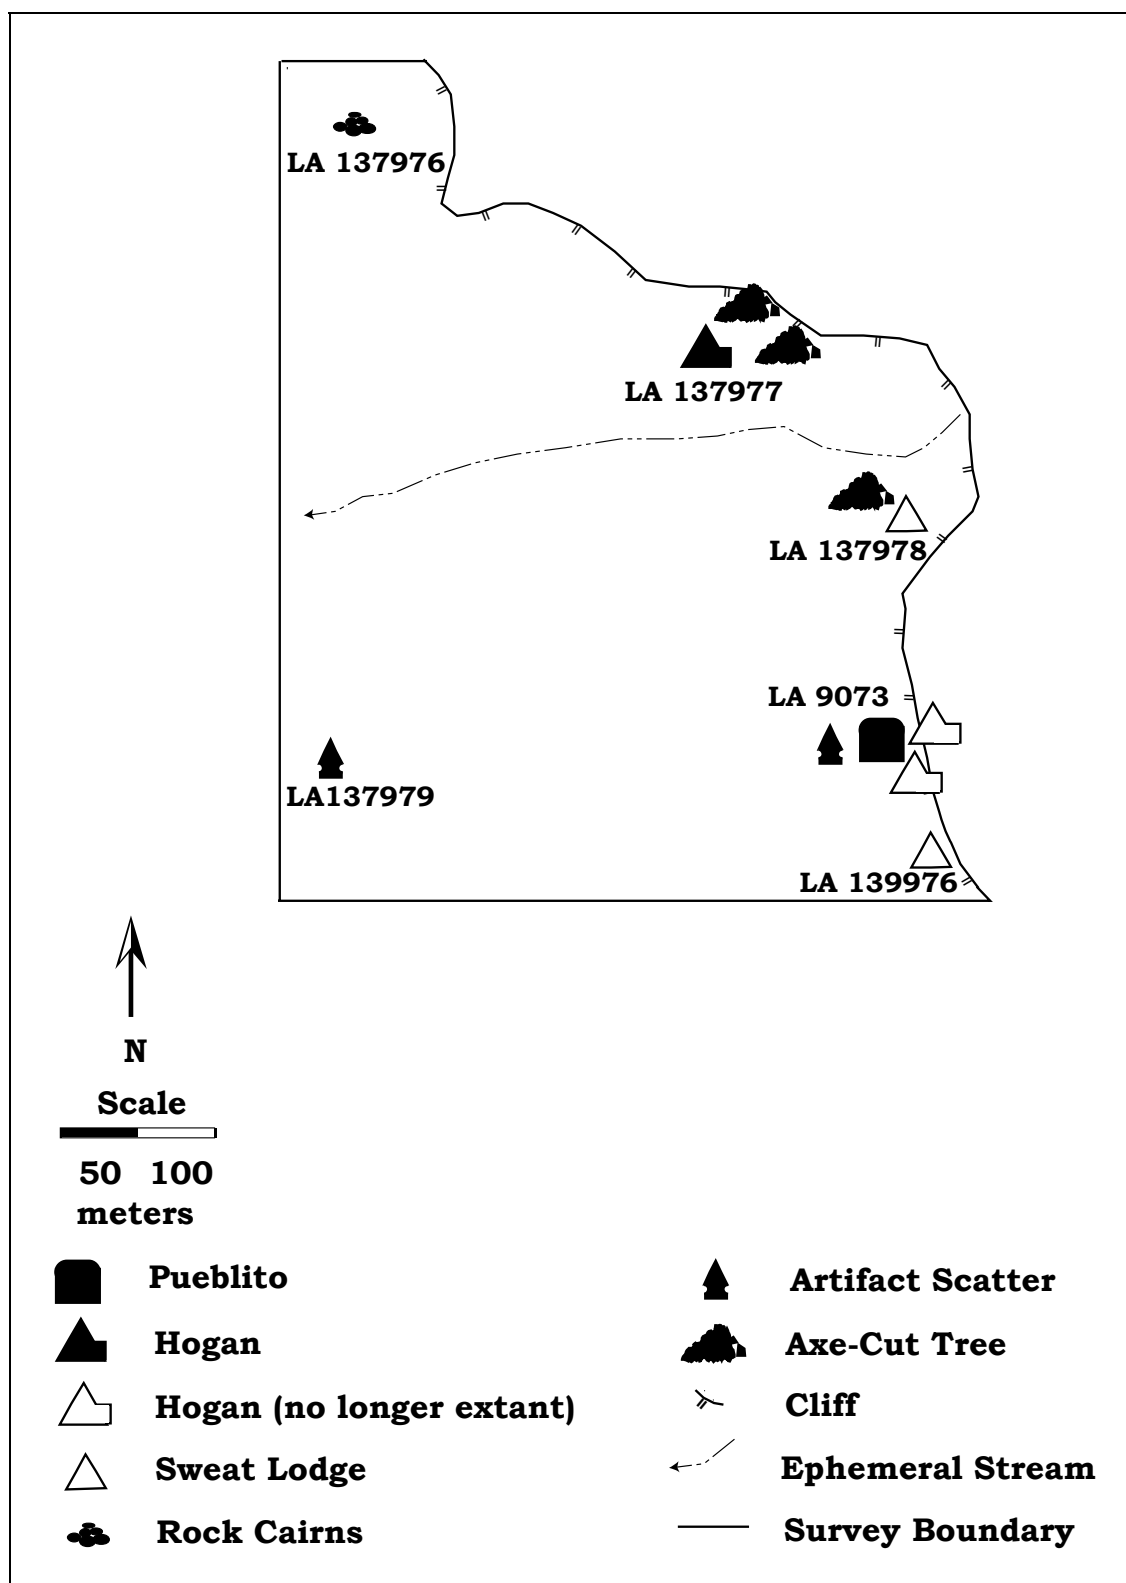 LA 137976
LA 137977
LA 137978
LA 9073
LA137979
LA 139976
N
Scale
50 100
meters
Pueblito
Hogan
Hogan (no longer extant)
Sweat Lodge
Rock Cairns
Artifact Scatter
Axe-Cut Tree
Cliff
Ephemeral Stream
Survey Boundary